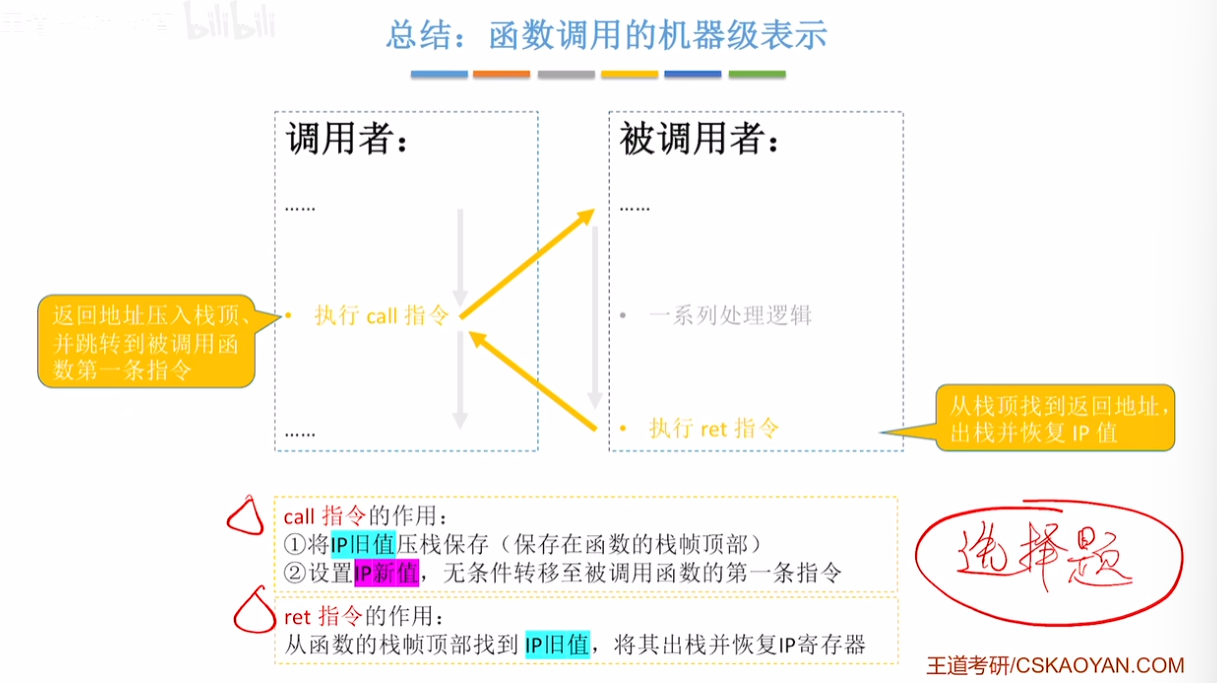 bilibili
总结：函数调用的机器级表示
调用者：
……
• 执行 call 指令
……
被调用者：
……
• 一系列处理逻辑
• 执行 ret 指令
返回地址压入栈顶、
并跳转到被调用函
数第一条指令
从栈顶找到返回地址，
出栈并恢复 IP 值
call 指令的作用：
①将IP旧值压栈保存（保存在函数的栈帧顶部）
②设置IP新值，无条件转移至被调用函数的第一条指令
ret 指令的作用：
从函数的栈帧顶部找到 IP旧值，将其出栈并恢复IP寄存器
选择题
王道考研/CSKAOYAN.COM